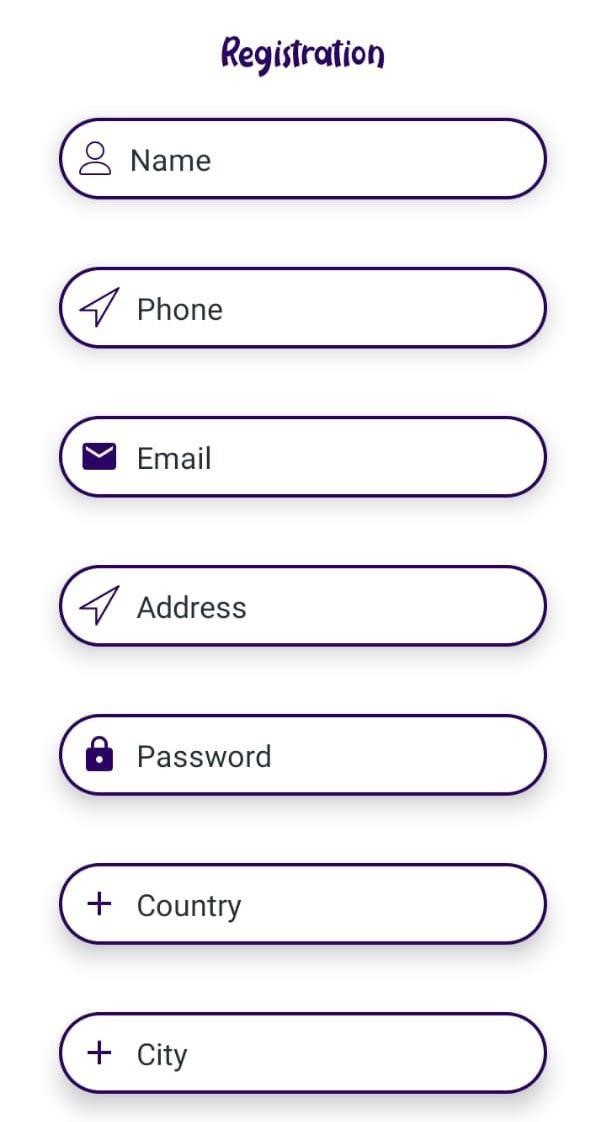 Registration
Name
Phone
Email
Address
Password
Country
City